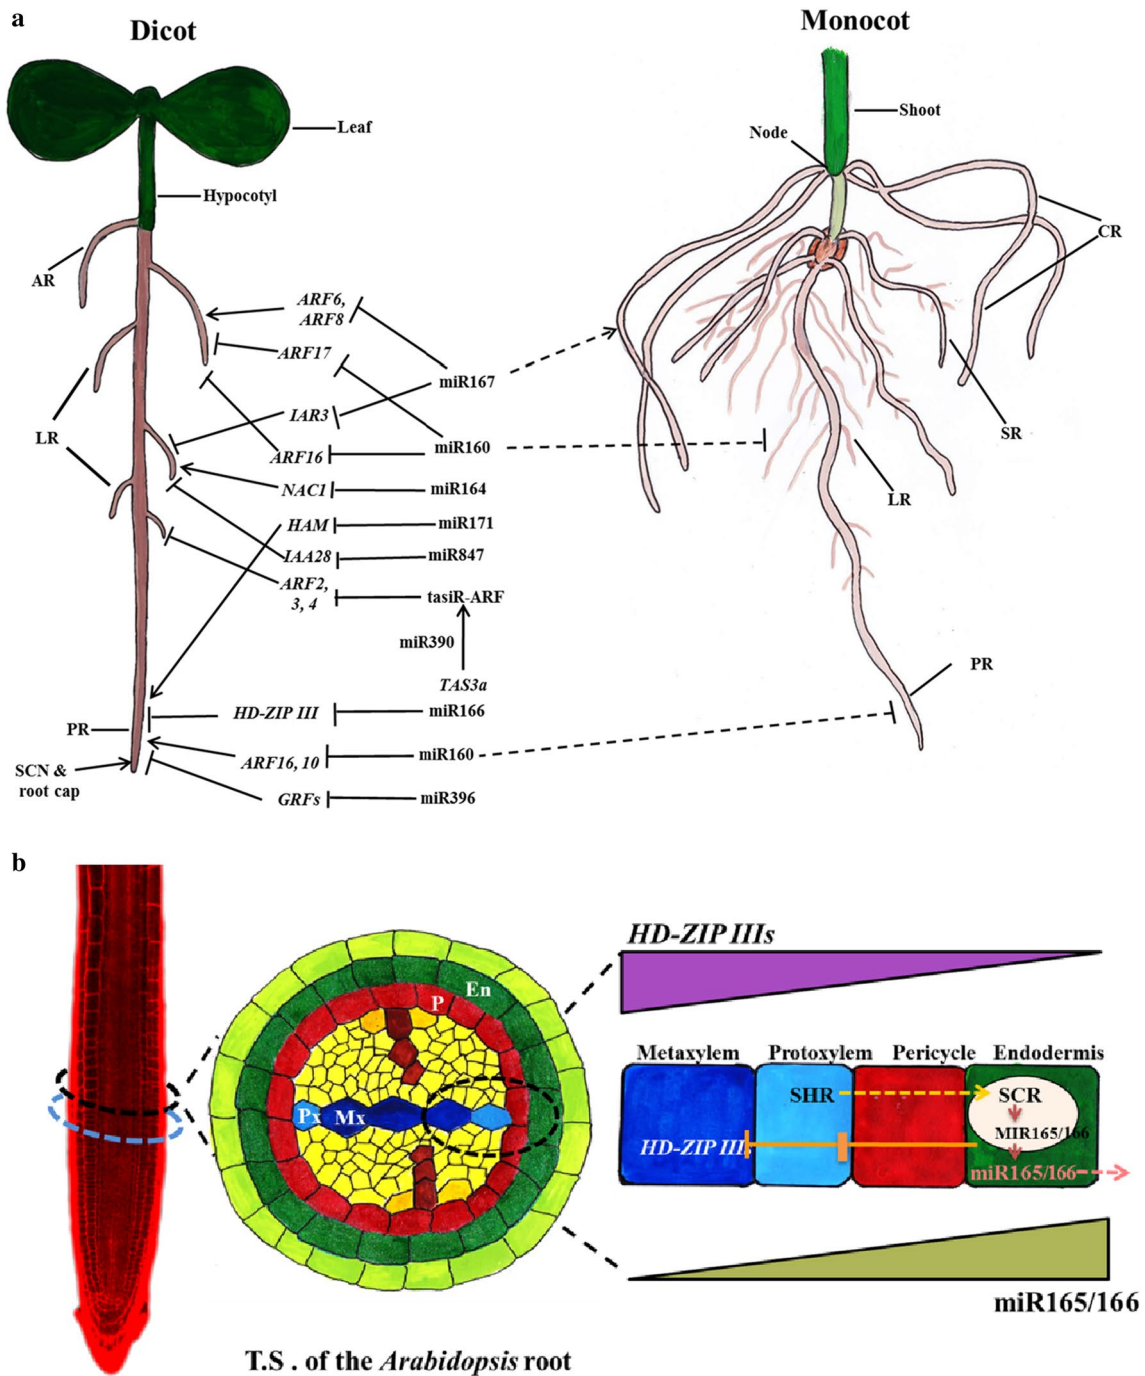 a
Dicot
Monocot
Leaf
Shoot
Node
Hypocotyl
CR
AR
ARF6,
ARF8
ARF17
miR167
IAR3
LR
SR
ARF16
miR160
NAC1
miR164
LR
HAM
miR171
IAA28
miR847
ARF2,
3, 4
tasiR-ARF
miR390
PR
TAS3a
PR
HD-ZIP III
miR166
ARF16, 10
miR160
SCN &
root cap
GRFs
miR396
b
HD-ZIP IIIs
En
P
Metaxylem Protoxylem Pericycle Endodermis
SHR
SCR
Px
Mx
MIR165/166
HD-ZIP III
miR165/166
miR165/166
T.S . of the Arabidopsis root